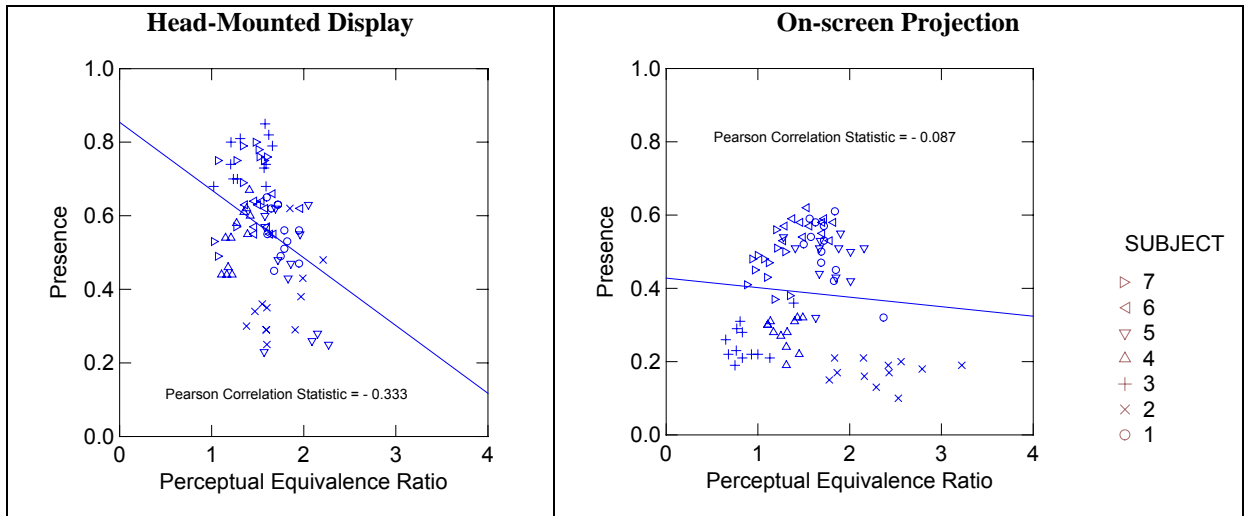 Head-Mounted Display
1.0
0.8
0.6
0.4
0.2
0.0
Presence
Pearson Correlation Statistic = - 0.333
0 1 2 3 4
Perceptual Equivalence Ratio
On-screen Projection
1.0
0.8
0.6
0.4
0.2
0.0
Presence
Pearson Correlation Statistic = - 0.087
0 1 2 3 4
Perceptual Equivalence Ratio
SUBJECT
7
6
5
4
3
2
1